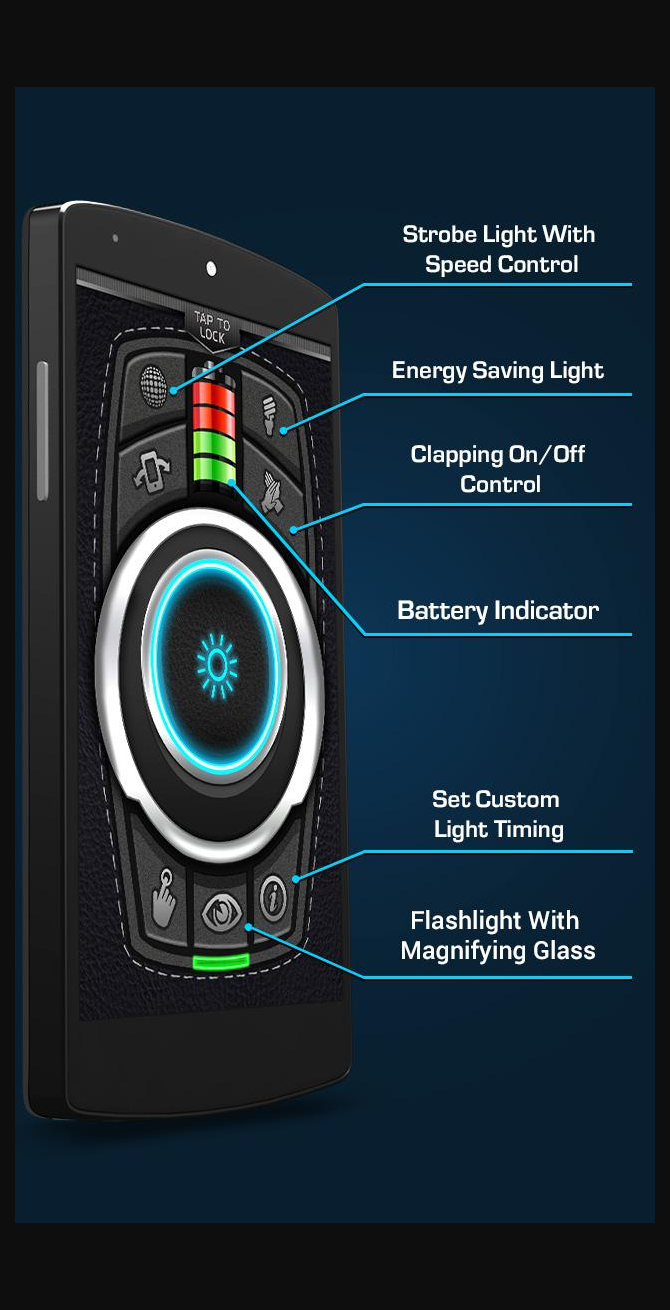 Strobe Light With
Speed Control
TAP TO
LOCK
Energy Saving Light
Clapping On/Off
Control
Battery Indicator
Set Custom
Light Timing
Flashlight With
Magnifying Glass